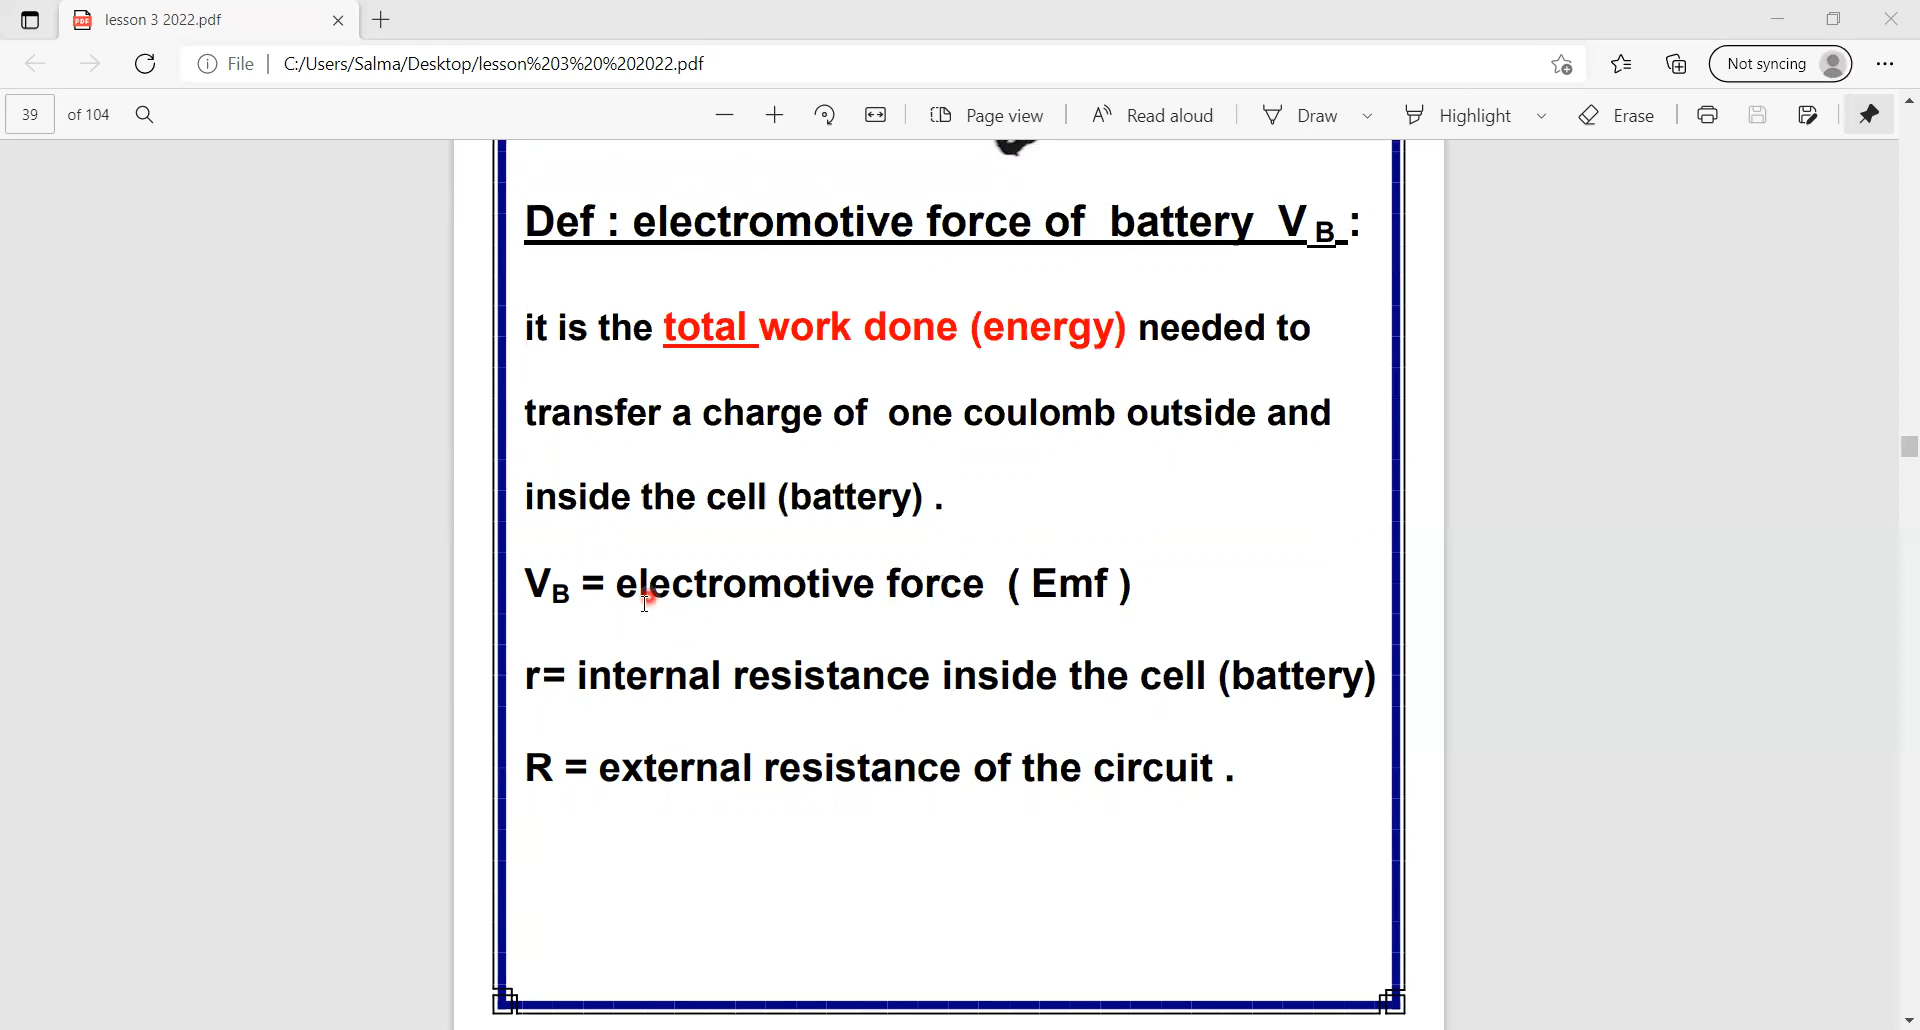 lesson 3 2022.pdf
File | C:/Users/Salma/Desktop/lesson%203%20%202022.pdf
Not syncing
39 of 104
Page view
Read aloud
Draw
Highlight
Erase
Def : electromotive force of battery VB :
it is the total work done (energy) needed to
transfer a charge of one coulomb outside and
inside the cell (battery) .
VB = electromotive force ( Emf )
r= internal resistance inside the cell (battery)
R = external resistance of the circuit .